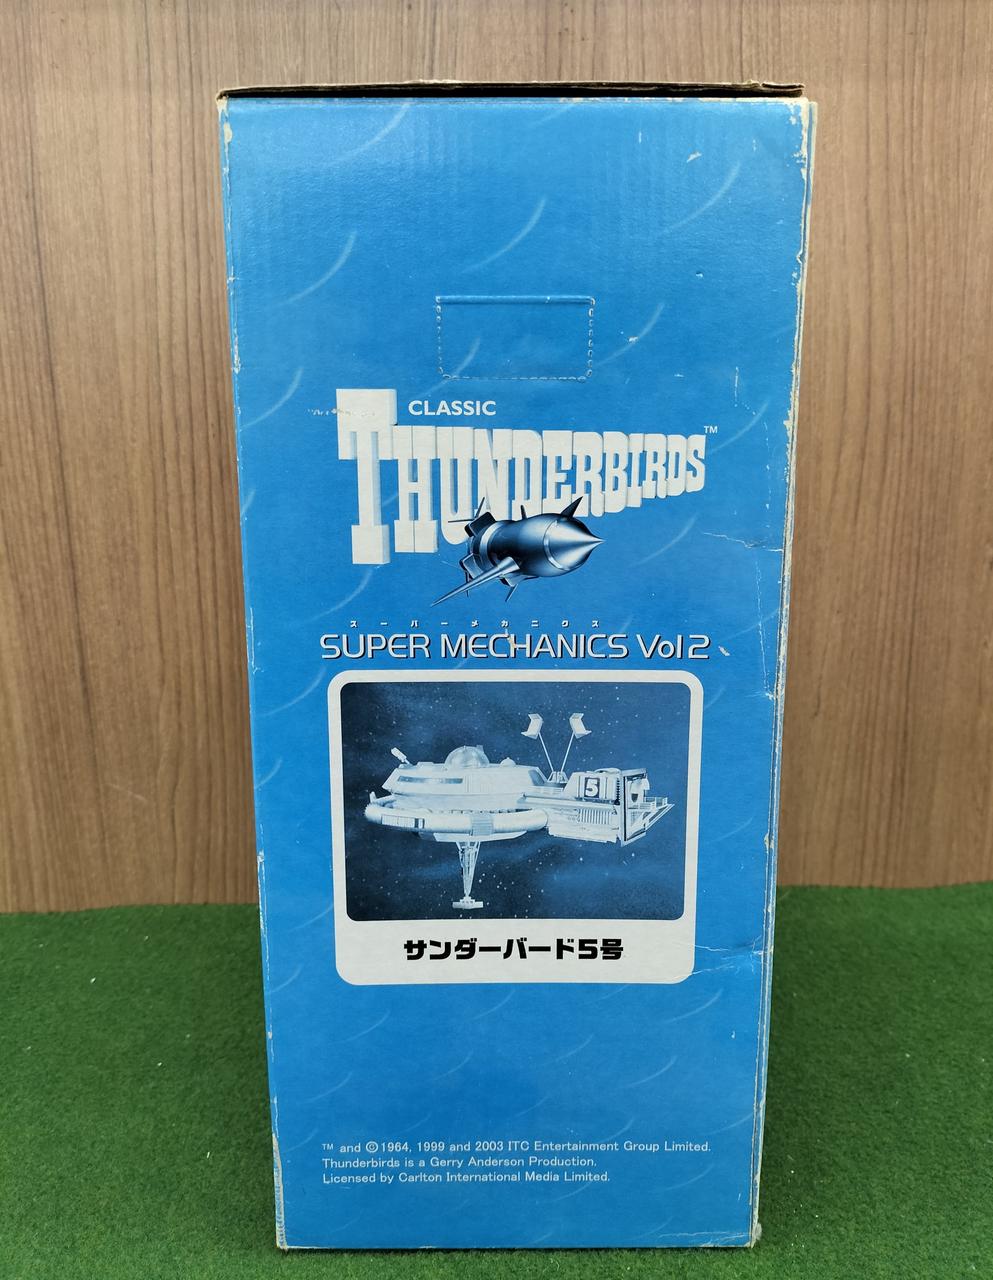 CLASSIC
THUNDERBIRDS™
スーパーメカニクス
SUPER MECHANICS Vol 2
5
サンダーバード5号
™ and ©1964, 1999 and 2003 ITC Entertainment Group Limited.
Thunderbirds is a Gerry Anderson Production.
Licensed by Carlton International Media Limited.